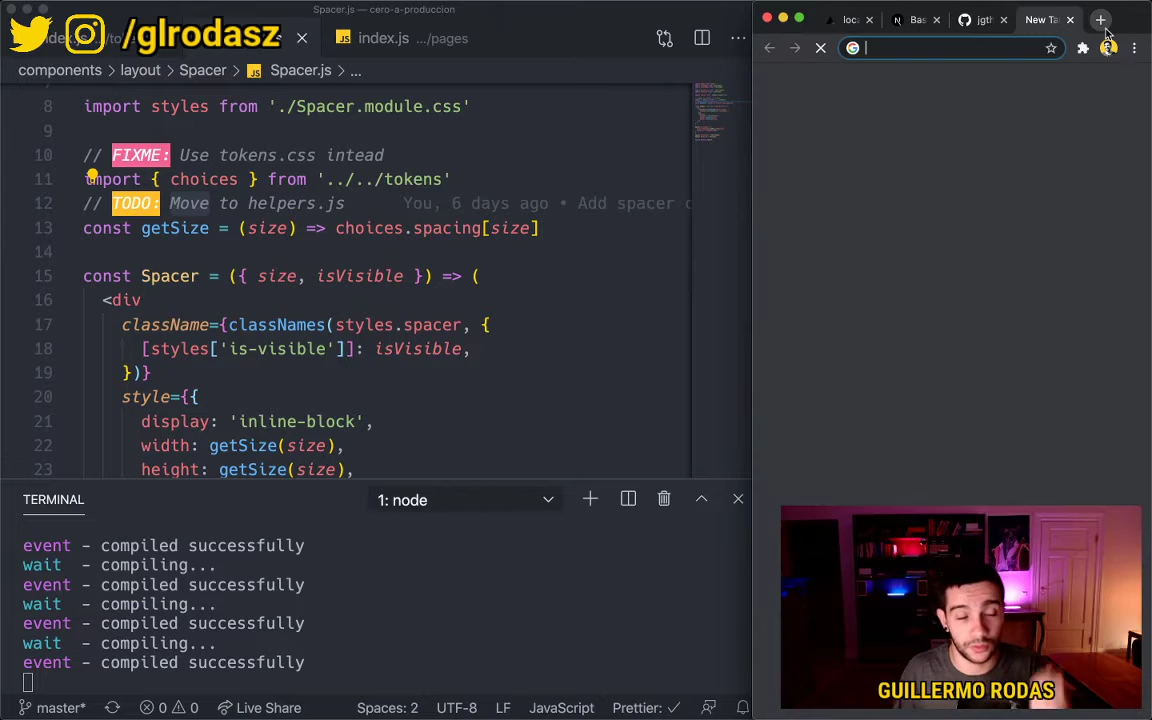 Spacer.js — cero-a-produccion
/glrodasz
index.js .../pages
components > layout > Spacer > JS Spacer.js > ...
8 import styles from './Spacer.module.css'
9
10 // FIXME: Use tokens.css intead
11 import { choices } from '../../tokens'
12 // TODO: Move to helpers.js You, 6 days ago • Add spacer c
13 const getSize = (size) => choices.spacing[size]
14
15 const Spacer = ({ size, isVisible }) => (
16 <div
17 className={classNames(styles.spacer, {
18 [styles['is-visible']]: isVisible,
19 })}
20 style={{
21 display: 'inline-block',
22 width: getSize(size),
23 height: getSize(size),
TERMINAL
1: node
event - compiled successfully
wait - compiling...
event - compiled successfully
wait - compiling...
event - compiled successfully
wait - compiling...
event - compiled successfully
master* 0 0 Live Share Spaces: 2 UTF-8 LF JavaScript Prettier: ✓
loca Bas jgth New Ta
GUILLERMO RODAS